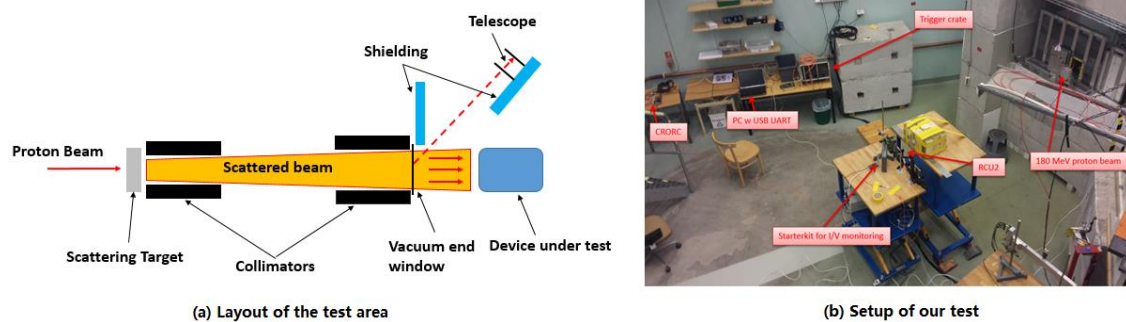 Telescope
Shielding
Proton Beam
Scattered beam
Scattering Target
Collimators
Vacuum end
window
Device under test
(a) Layout of the test area
Trigger crate
CRORC
PC w USB UART
RCU2
180 MeV proton beam
Starterkit for I/V monitoring
(b) Setup of our test